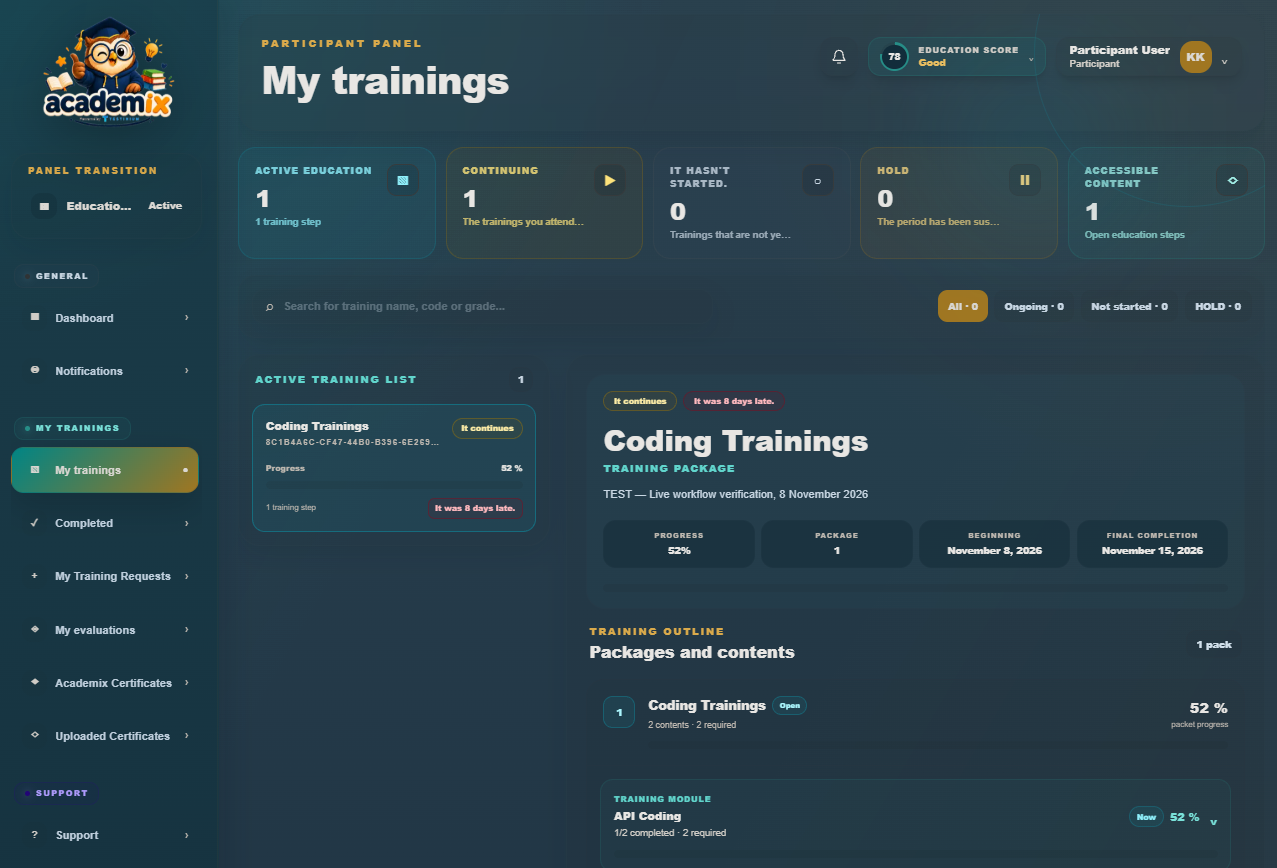 academix
PANEL TRANSITION
Educatio... Active
GENERAL
Dashboard
Notifications
MY TRAININGS
My trainings
Completed
My Training Requests
My evaluations
Academix Certificates
Uploaded Certificates
SUPPORT
? Support
PARTICIPANT PANEL
My trainings
78
EDUCATION SCORE
Good
Participant User
Participant
KK
ACTIVE EDUCATION
1
1 training step
CONTINUING
1
The trainings you attend...
IT HASN'T
STARTED.
0
Trainings that are not ye...
HOLD
0
The period has been sus...
ACCESSIBLE
CONTENT
1
Open education steps
Search for training name, code or grade...
All · 0
Ongoing · 0
Not started · 0
HOLD · 0
ACTIVE TRAINING LIST 1
Coding Trainings
It continues
8C1B4A6C-CF47-44B0-B396-6E269...
Progress 52 %
1 training step
It was 8 days late.
It continues
It was 8 days late.
Coding Trainings
TRAINING PACKAGE
TEST — Live workflow verification, 8 November 2026
PROGRESS
52%
PACKAGE
1
BEGINNING
November 8, 2026
FINAL COMPLETION
November 15, 2026
TRAINING OUTLINE
Packages and contents
1 pack
1
Coding Trainings Open
2 contents · 2 required
52 %
packet progress
TRAINING MODULE
API Coding
1/2 completed · 2 required
Now 52 %